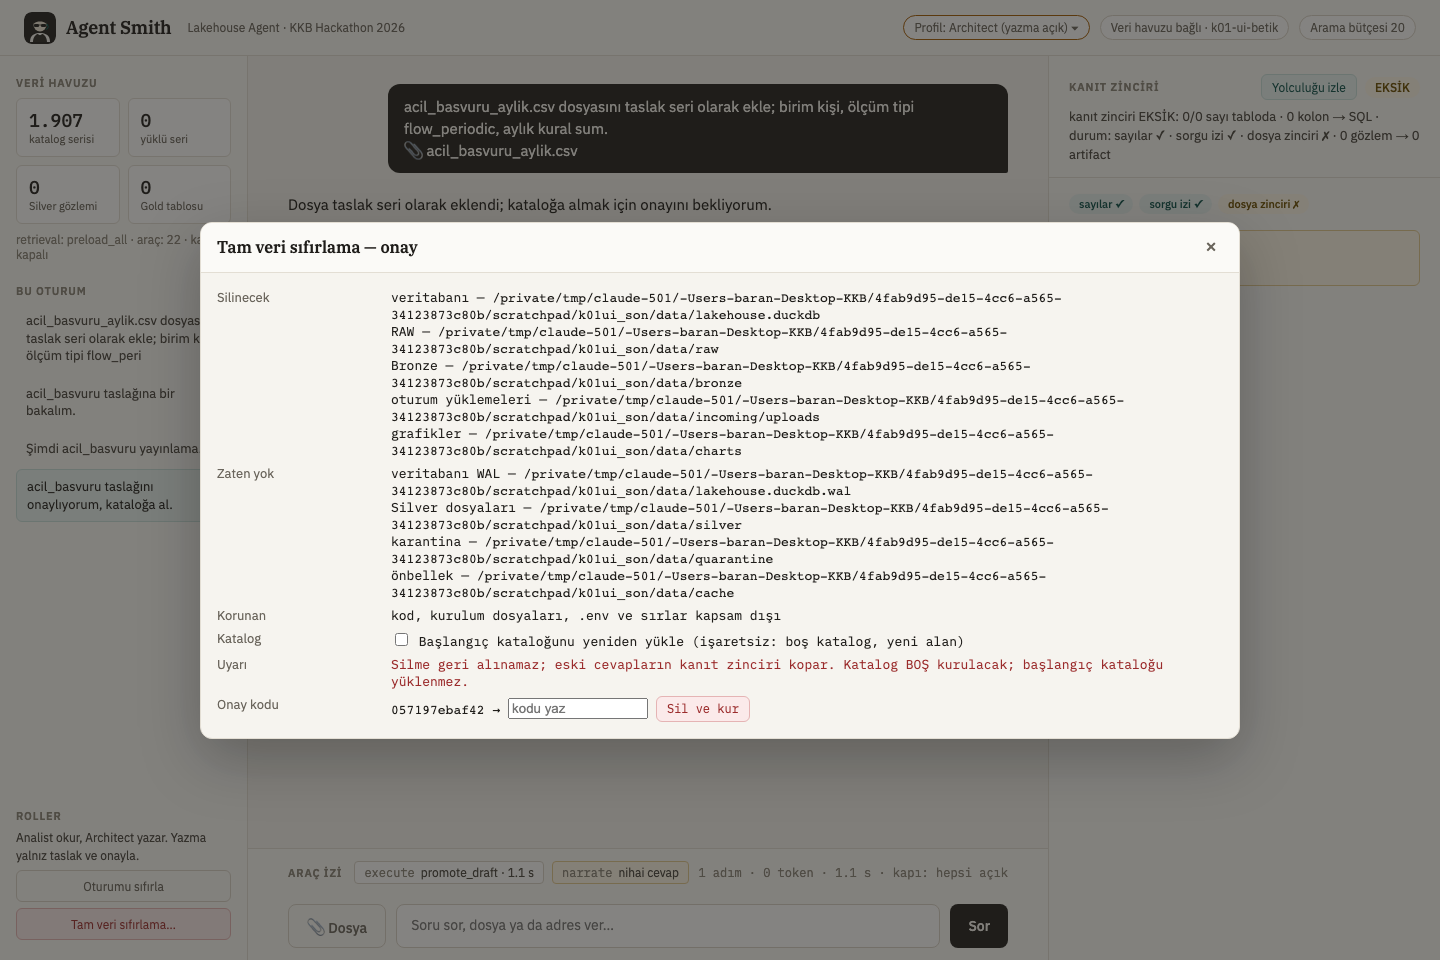 Agent Smith
Lakehouse Agent · KKB Hackathon 2026
Profil: Architect (yazma açık)
Veri havuzu bağlı · k01-ui-betik
Arama bütçesi 20
VERİ HAVUZU
1.907
katalog serisi
0
yüklü seri
0
Silver gözlemi
0
Gold tablosu
retrieval: preload_all · araç: 22 ·
kapalı
BU OTURUM
acil_basvuru_aylik.csv
taslak seri olarak ekle; birim
ölçüm tipi flow_peri
acil_basvuru taslağına bir
bakalım.
Şimdi acil_basvuru yayınlama
acil_basvuru taslağını
onaylıyorum, kataloğa al.
ROLLER
Analist okur, Architect yazar. Yazma
yalnız taslak ve onayla.
Oturumu sıfırla
Tam veri sıfırlama...
acil_basvuru_aylik.csv dosyasını taslak seri olarak ekle; birim kişi, ölçüm tipi
flow_periodic, aylık kural sum.
📎 acil_basvuru_aylik.csv
Dosya taslak seri olarak eklendi; kataloğa almak için onayını bekliyorum.
Tam veri sıfırlama — onay
×
Silinecek
veritabanı — /private/tmp/claude-501/-Users-baran-Desktop-KKB/4fab9d95-de15-4cc6-a565-
34123873c80b/scratchpad/k01ui_son/data/lakehouse.duckdb
RAW — /private/tmp/claude-501/-Users-baran-Desktop-KKB/4fab9d95-de15-4cc6-a565-
34123873c80b/scratchpad/k01ui_son/data/raw
Bronze — /private/tmp/claude-501/-Users-baran-Desktop-KKB/4fab9d95-de15-4cc6-a565-
34123873c80b/scratchpad/k01ui_son/data/bronze
oturum yüklemeleri — /private/tmp/claude-501/-Users-baran-Desktop-KKB/4fab9d95-de15-4cc6-a565-
34123873c80b/scratchpad/k01ui_son/data/incoming/uploads
grafikler — /private/tmp/claude-501/-Users-baran-Desktop-KKB/4fab9d95-de15-4cc6-a565-
34123873c80b/scratchpad/k01ui_son/data/charts
Zaten yok
veritabanı WAL — /private/tmp/claude-501/-Users-baran-Desktop-KKB/4fab9d95-de15-4cc6-a565-
34123873c80b/scratchpad/k01ui_son/data/lakehouse.duckdb.wal
Silver dosyaları — /private/tmp/claude-501/-Users-baran-Desktop-KKB/4fab9d95-de15-4cc6-a565-
34123873c80b/scratchpad/k01ui_son/data/silver
karantina — /private/tmp/claude-501/-Users-baran-Desktop-KKB/4fab9d95-de15-4cc6-a565-
34123873c80b/scratchpad/k01ui_son/data/quarantine
önbellek — /private/tmp/claude-501/-Users-baran-Desktop-KKB/4fab9d95-de15-4cc6-a565-
34123873c80b/scratchpad/k01ui_son/data/cache
Korunan
kod, kurulum dosyaları, .env ve sırlar kapsam dışı
Katalog
Başlangıç kataloğunu yeniden yükle (işaretsiz: boş katalog, yeni alan)
Uyarı
Silme geri alınamaz; eski cevapların kanıt zinciri kopar. Katalog BOŞ kurulacak; başlangıç kataloğu
yüklenmez.
Onay kodu
057197ebaf42 →
kodu yaz
Sil ve kur
ARAÇ İZİ
execute promote_draft · 1.1 s
narrate nihai cevap
1 adım · 0 token · 1.1 s · kapı: hepsi açık
📎 Dosya
Soru sor, dosya ya da adres ver...
Sor
KANIT ZİNCİRİ
Yolculuğu izle
EKSİK
kanıt zinciri EKSİK: 0/0 sayı tabloda · 0 kolon → SQL ·
durum: sayılar ✓ · sorgu izi ✓ · dosya zinciri ✗ · 0 gözlem → 0
artifact
sayılar ✓
sorgu izi ✓
dosya zinciri ✗